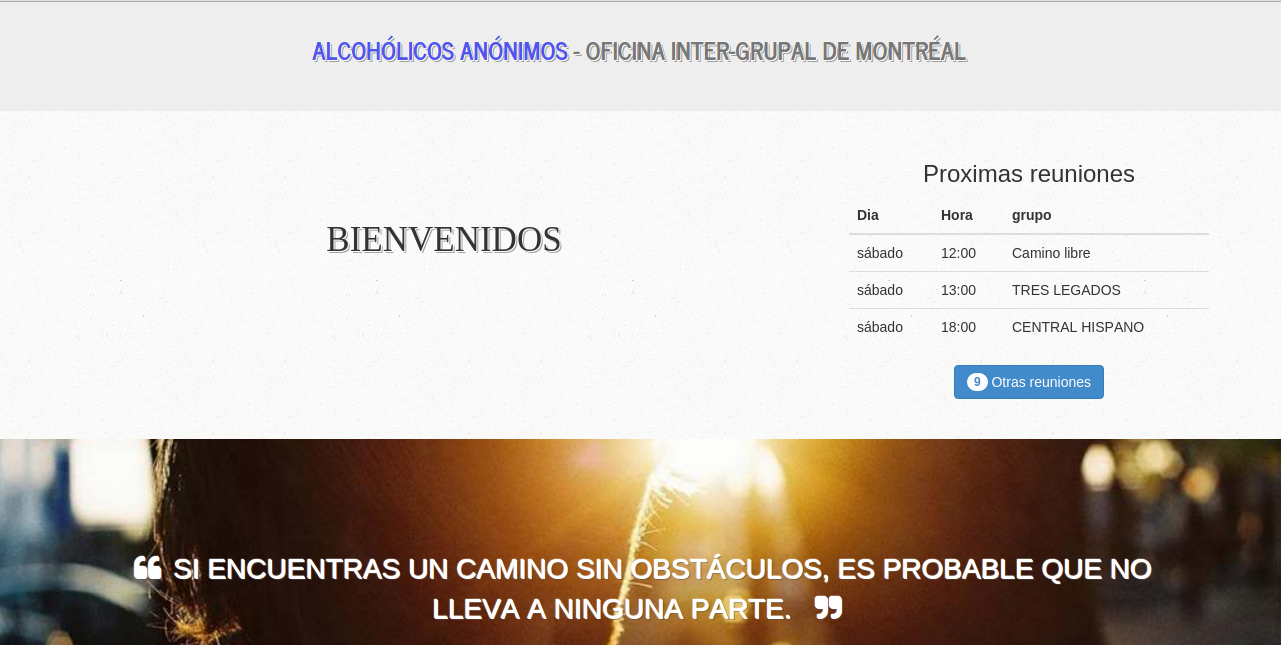 ALCOHÓLICOS ANÓNIMOS - OFICINA INTER-GRUPAL DE MONTRÉAL
BIENVENIDOS
Proximas reuniones
Dia Hora grupo
sábado 12:00 Camino libre
sábado 13:00 TRES LEGADOS
sábado 18:00 CENTRAL HISPANO
9 Otras reuniones
“ SI ENCUENTRAS UN CAMINO SIN OBSTÁCULOS, ES PROBABLE QUE NO
LLEVA A NINGUNA PARTE. ”